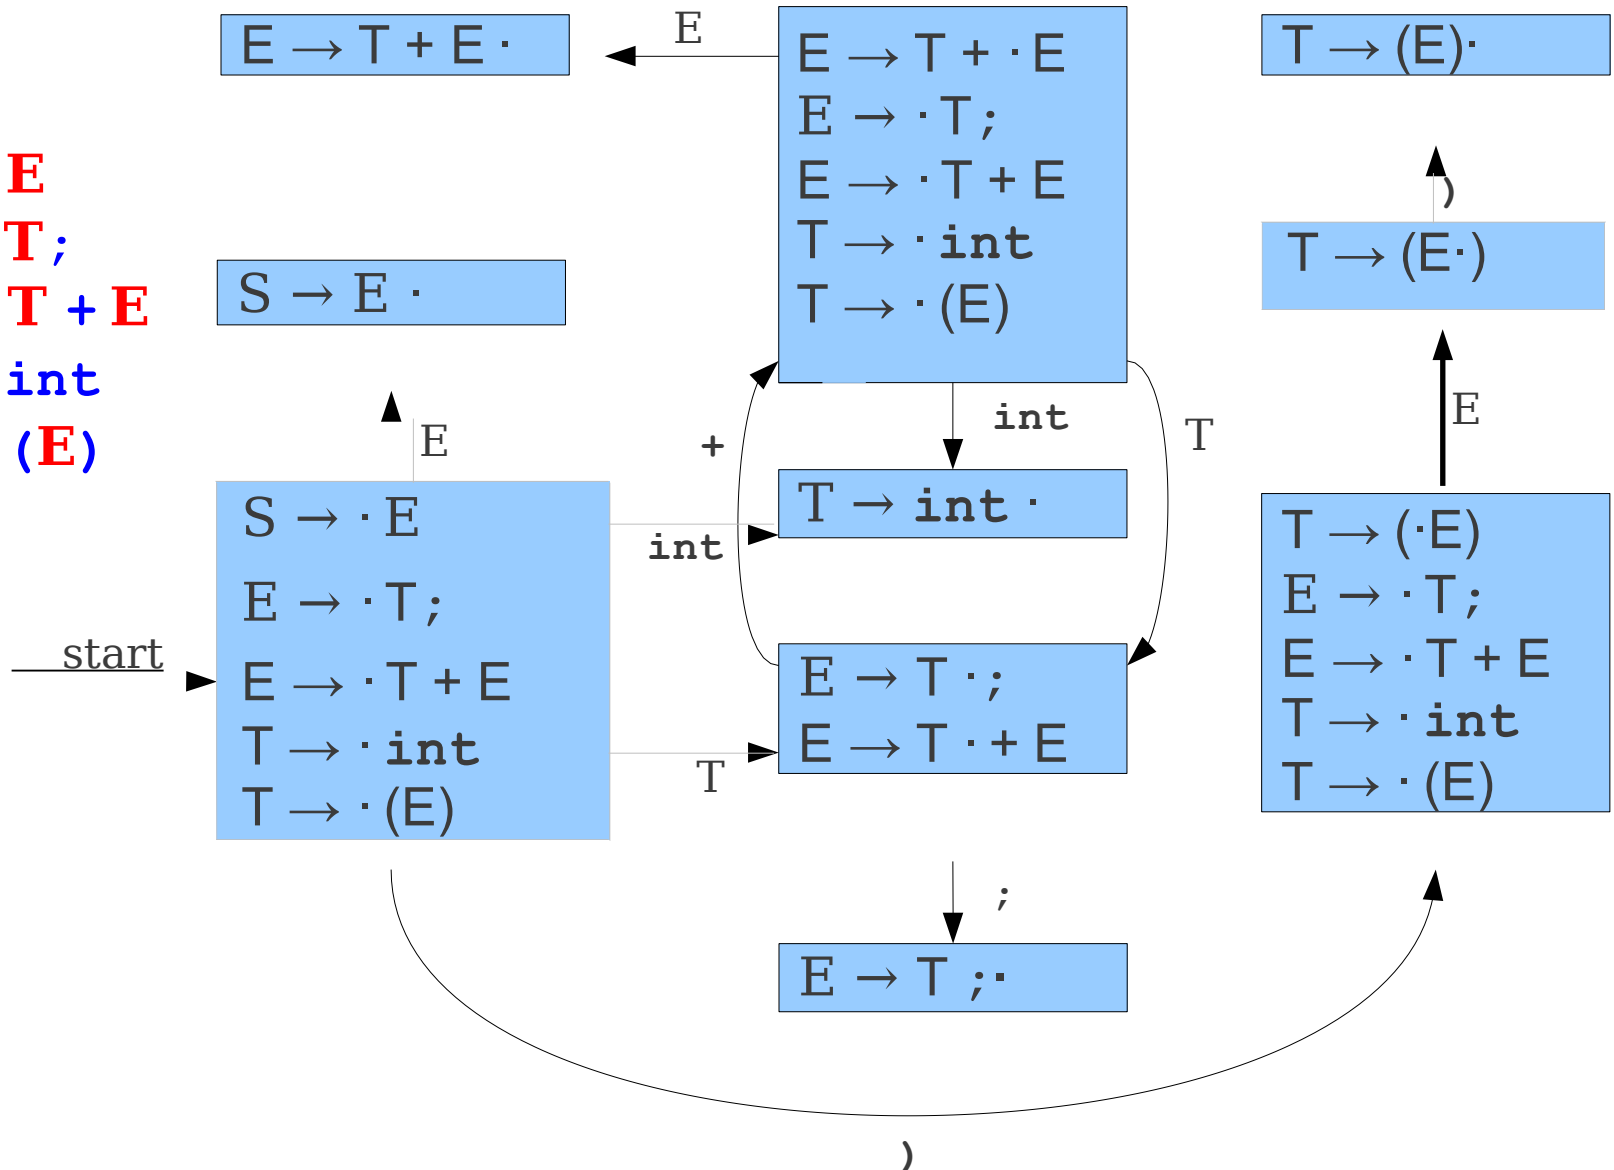 E → T + E ·
E
E → T + · E
E → · T ;
E → · T + E
T → · int
T → · (E)
T → (E)·
)
T → (E·)
E
T ;
T + E
int
(E)
S → E ·
E
S → · E
E → · T ;
E → · T + E
T → · int
T → · (E)
start
+
int
T
int
T → int ·
E → T · ;
E → T · + E
T
;
E → T ;·
E
T → (·E)
E → · T ;
E → · T + E
T → · int
T → · (E)
)